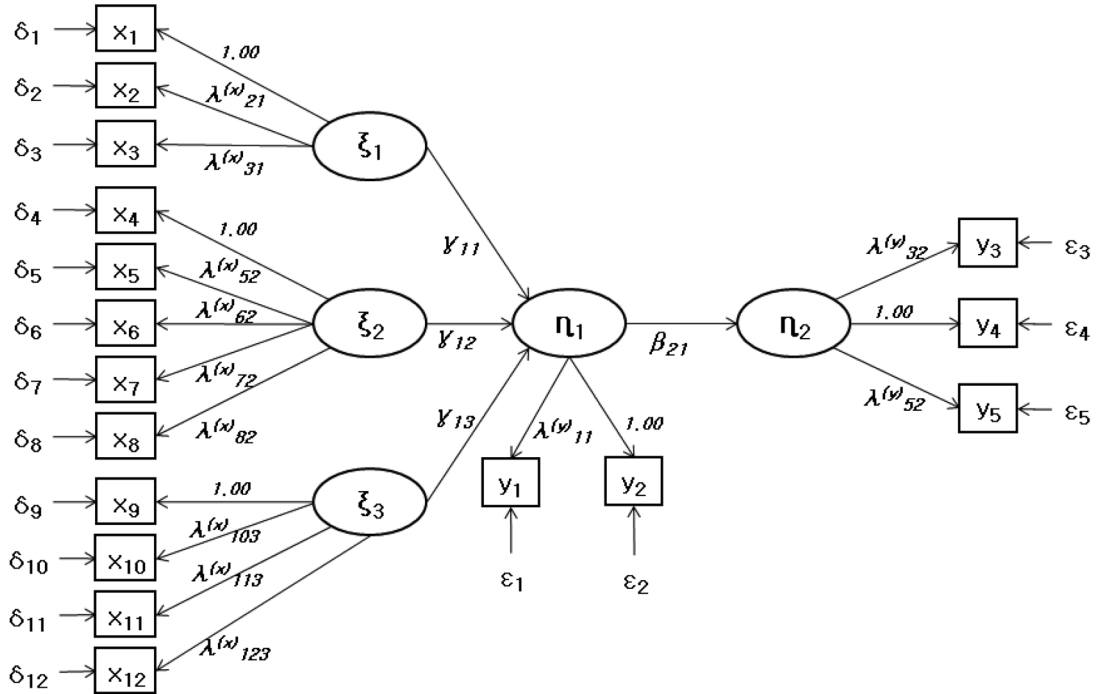 δ₁ x₁ 1.00
δ₂ x₂ λ⁽ˣ⁾₂₁
δ₃ x₃ λ⁽ˣ⁾₃₁
ξ₁
δ₄ x₄ 1.00
δ₅ x₅ λ⁽ˣ⁾₅₂
δ₆ x₆ λ⁽ˣ⁾₆₂
δ₇ x₇ λ⁽ˣ⁾₇₂
δ₈ x₈ λ⁽ˣ⁾₈₂
ξ₂
δ₉ x₉ 1.00
δ₁₀ x₁₀ λ⁽ˣ⁾₁₀₃
δ₁₁ x₁₁ λ⁽ˣ⁾₁₁₃
δ₁₂ x₁₂ λ⁽ˣ⁾₁₂₃
ξ₃
γ₁₁
γ₁₂
γ₁₃
η₁
λ⁽ʸ⁾₁₁ 1.00
y₁ y₂
ε₁ ε₂
β₂₁
η₂
λ⁽ʸ⁾₃₂ y₃ ε₃
1.00 y₄ ε₄
λ⁽ʸ⁾₅₂ y₅ ε₅